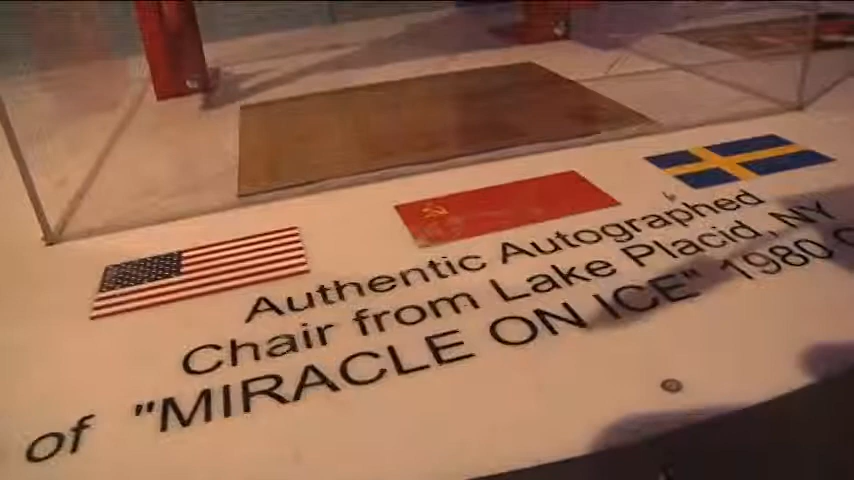 Authentic Autographed
Chair from Lake Placid, NY
of "MIRACLE ON ICE" 1980